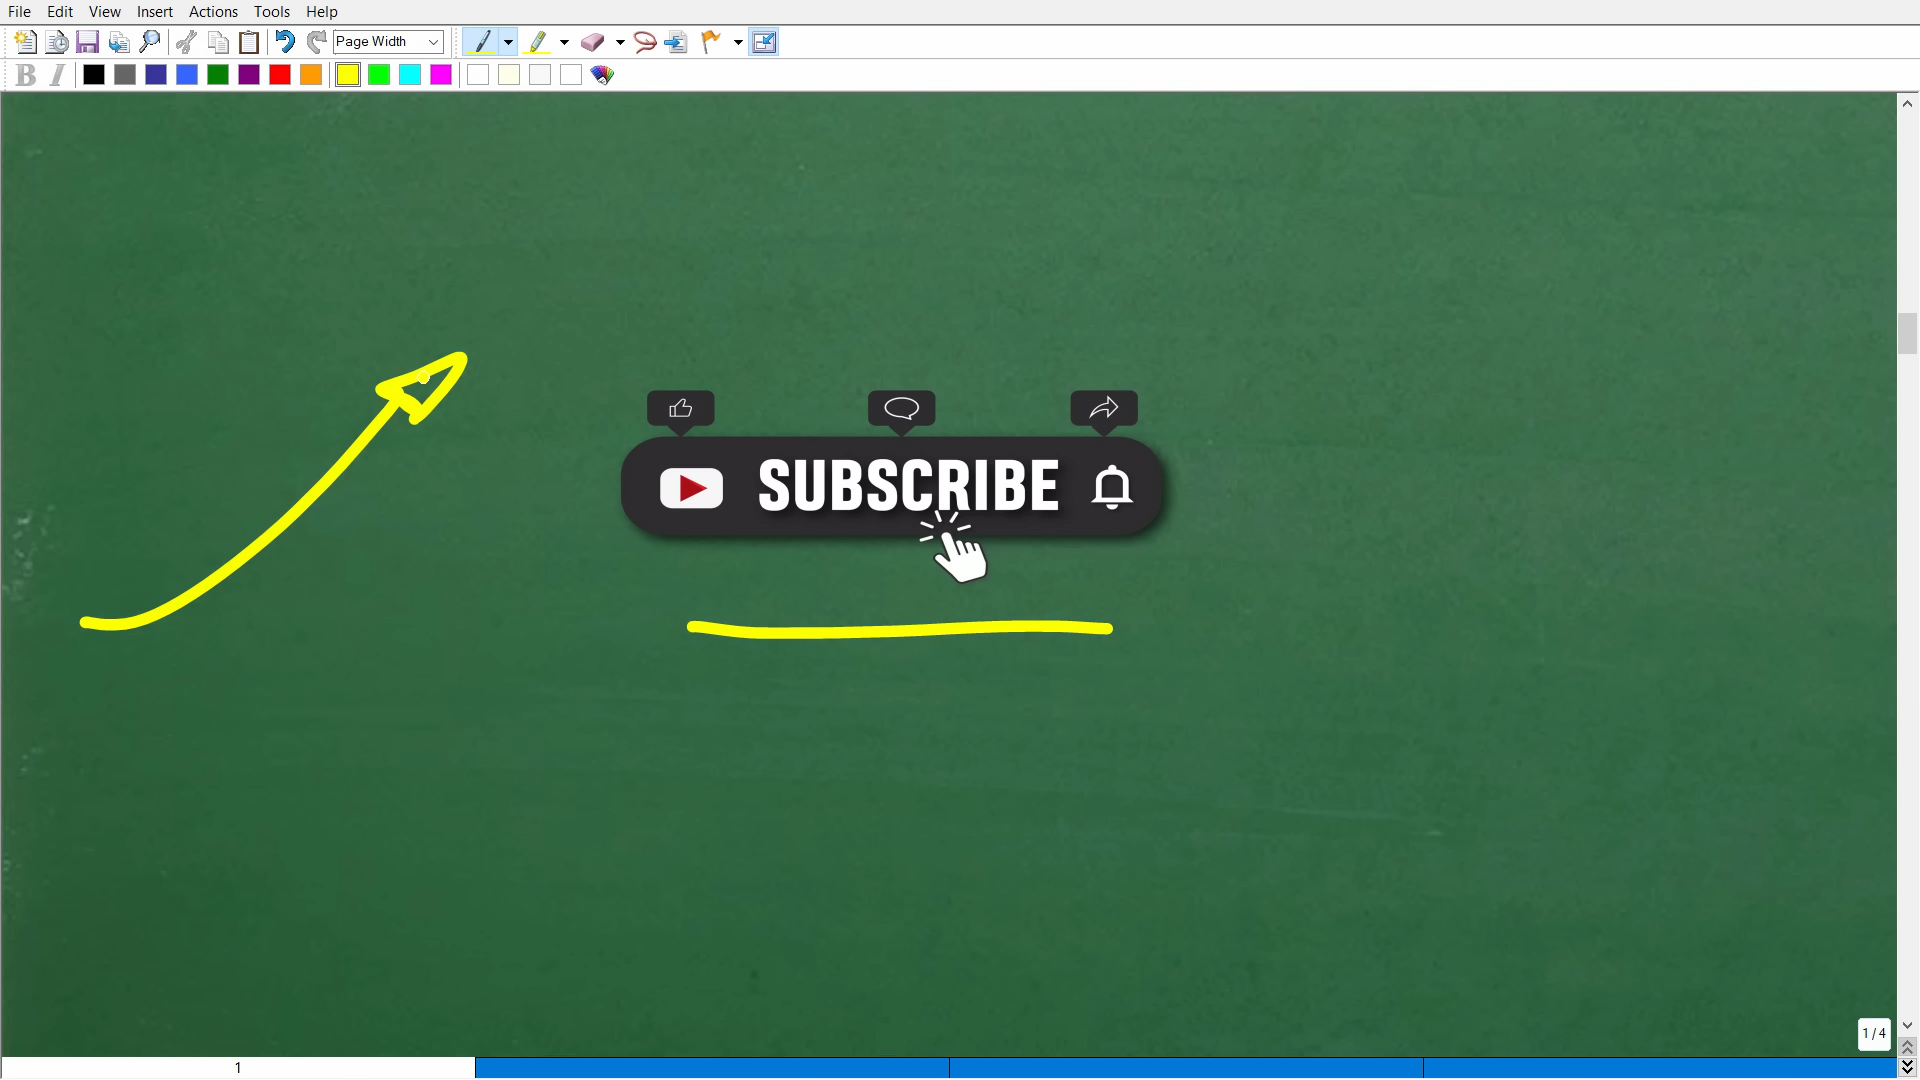 File Edit View Insert Actions Tools Help
Page Width
B I
SUBSCRIBE
1 / 4
1